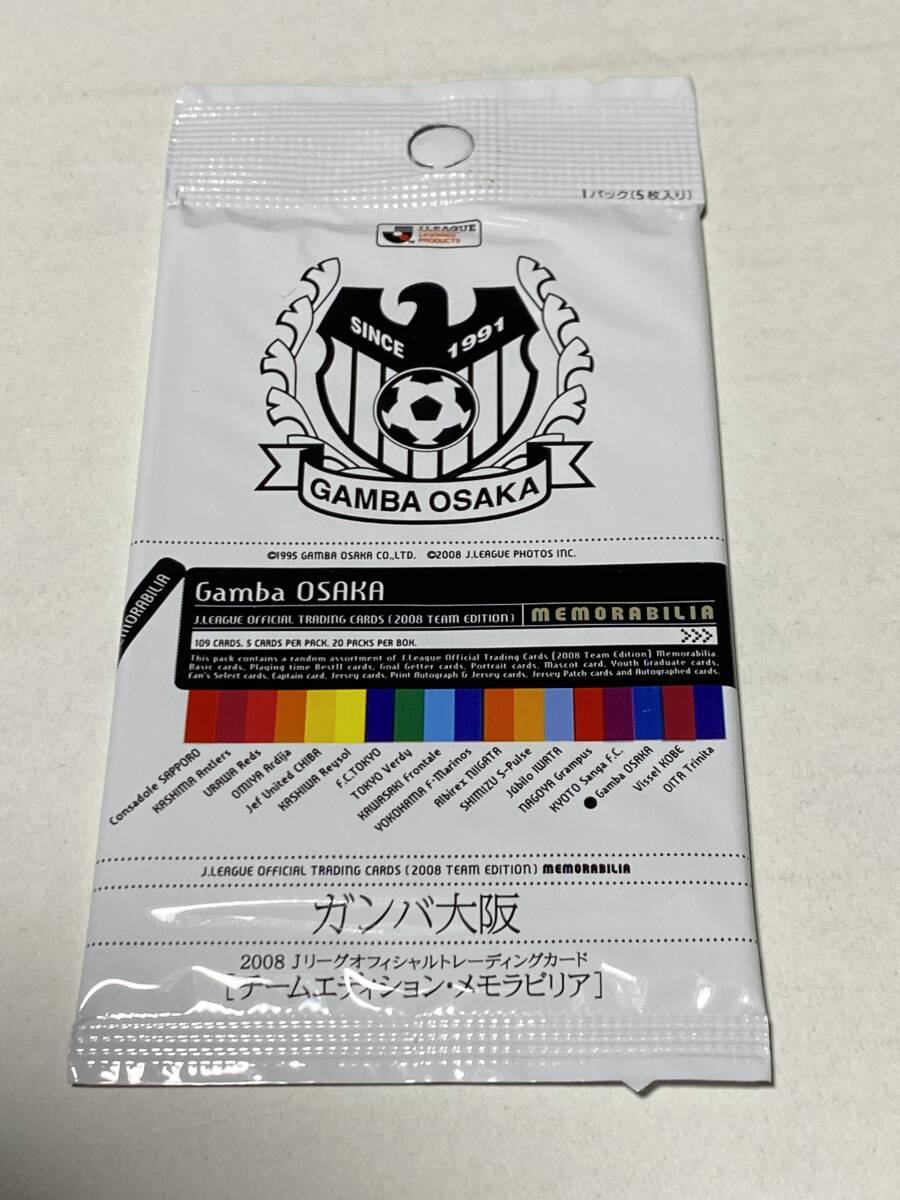 1パック(5枚入り)
J.LEAGUE
LICENSED
PRODUCTS
TM
SINCE 1991
GAMBA OSAKA
©1995 GAMBA OSAKA CO.,LTD. ©2008 J.LEAGUE PHOTOS INC.
EMORABILIA
Gamba OSAKA
J.LEAGUE OFFICIAL TRADING CARDS (2008 TEAM EDITION) MEMORABILIA
109 CARDS. 5 CARDS PER PACK. 20 PACKS PER BOX. >>>
This pack contains a random assortment of J.League Official Trading Cards [2008 Team Edition] Memorabilia.
Basic cards, Playing time Best11 cards, Goal Getter cards, Portrait cards, Mascot card, Youth Graduate cards,
Fan's Select cards, Captain card, Jersey cards, Print Autograph & Jersey cards, Jersey Patch cards and Autographed cards.
Consadole SAPPORO
KASHIMA Antlers
URAWA Reds
OMIYA Ardija
Jef United CHIBA
KASHIWA Reysol
F.C.TOKYO
TOKYO Verdy
KAWASAKI Frontale
YOKOHAMA F·Marinos
Albirex NIIGATA
SHIMIZU S-Pulse
Júbilo IWATA
NAGOYA Grampus
KYOTO Sanga F.C.
● Gamba OSAKA
Vissel KOBE
OITA Trinita
J.LEAGUE OFFICIAL TRADING CARDS (2008 TEAM EDITION) MEMORABILIA
ガンバ大阪
2008 Jリーグオフィシャルトレーディングカード
[チームエディション・メモラビリア]